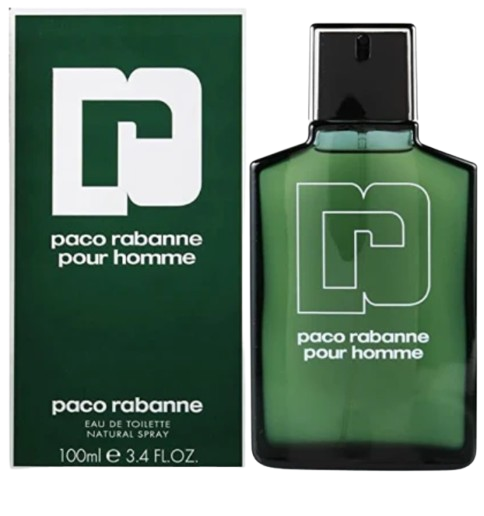 paco rabanne
pour homme
paco rabanne
EAU DE TOILETTE
NATURAL SPRAY
100ml e 3.4 FL.OZ.
paco rabanne
pour homme